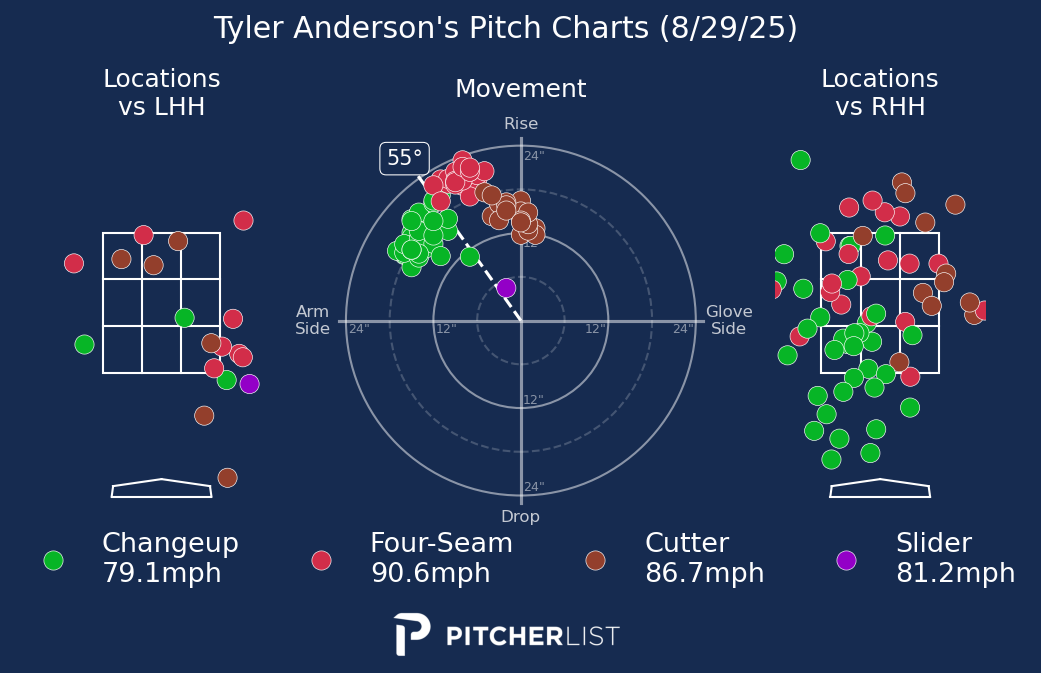 Tyler Anderson's Pitch Charts (8/29/25)
Locations
vs LHH
Movement
Locations
vs RHH
Rise
55°
24"
12"
Arm
Side
24"
12"
12"
24"
Glove
Side
12"
24"
Drop
Changeup
79.1mph
Four-Seam
90.6mph
Cutter
86.7mph
Slider
81.2mph
PITCHERLIST